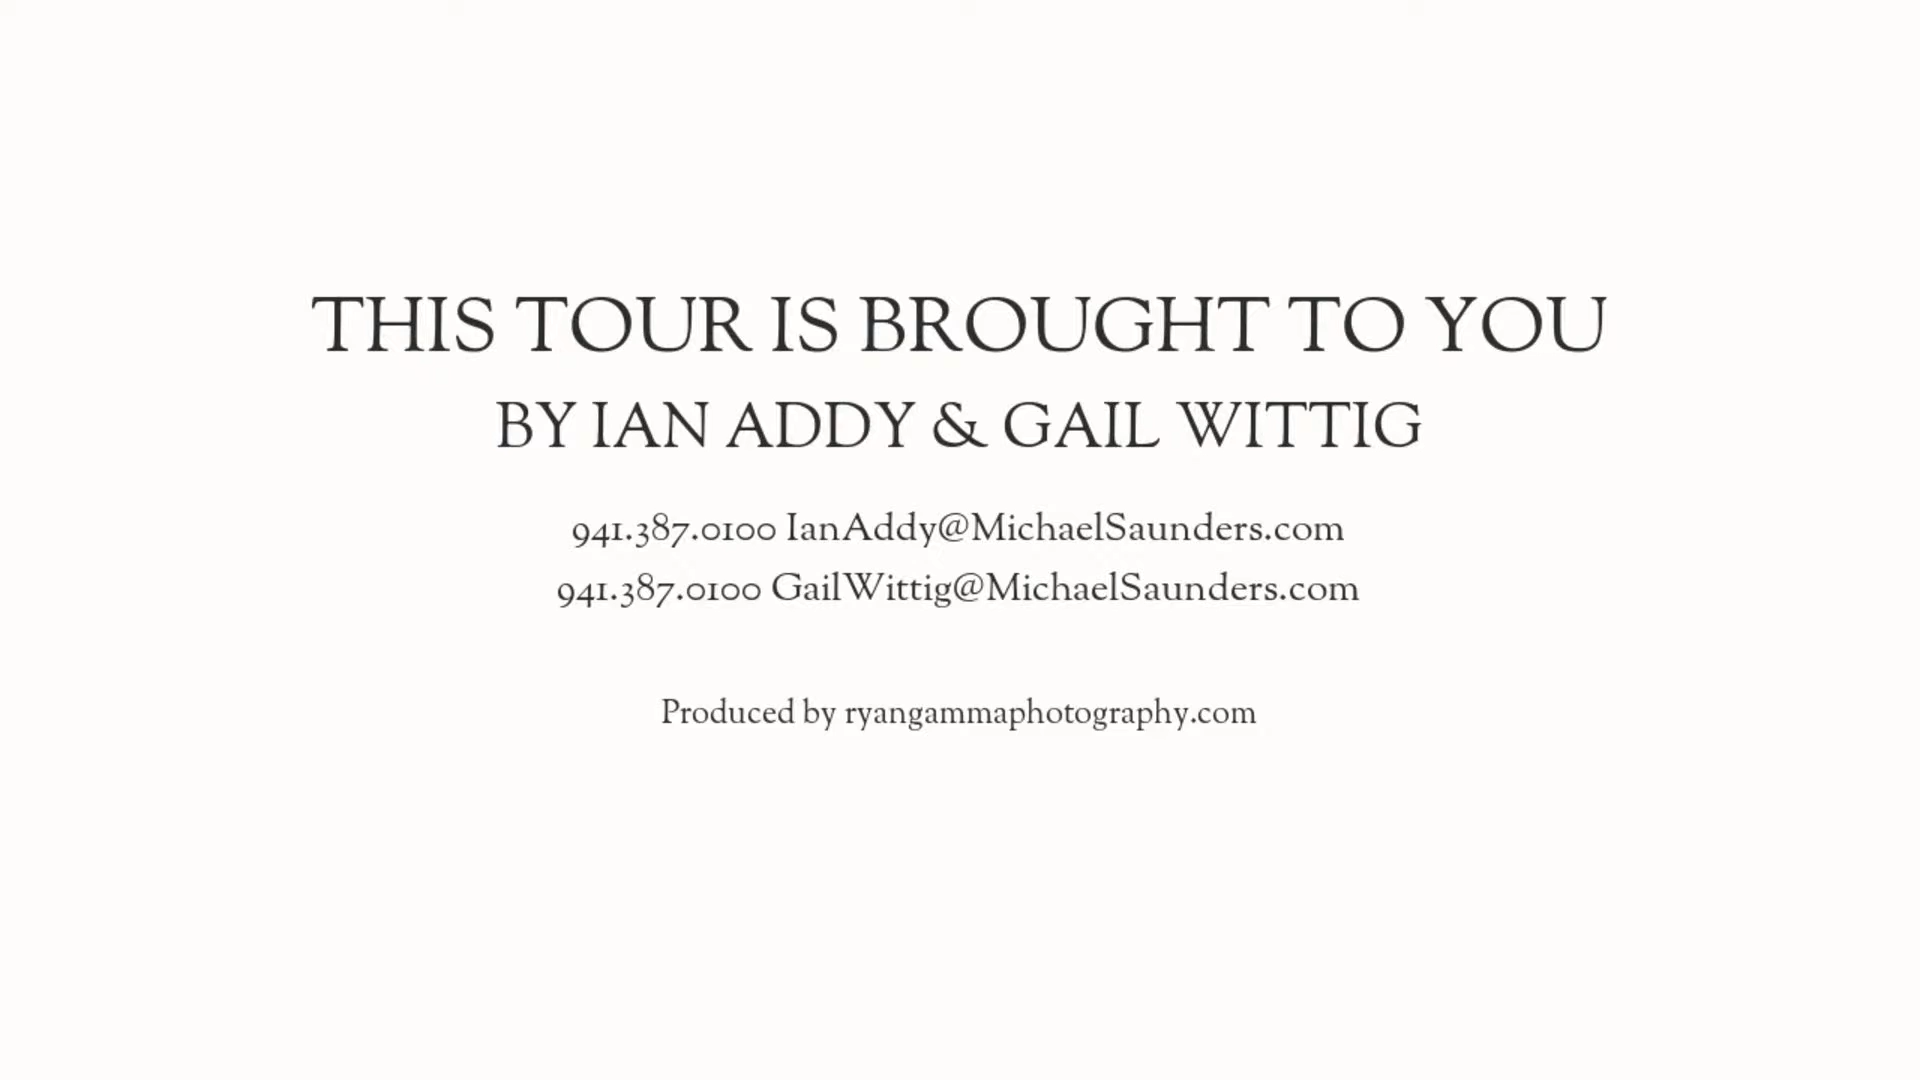 THIS TOUR IS BROUGHT TO YOU
BY IAN ADDY & GAIL WITTIG
941.387.0100 IanAddy@MichaelSaunders.com
941.387.0100 GailWittig@MichaelSaunders.com
Produced by ryangammaphotography.com